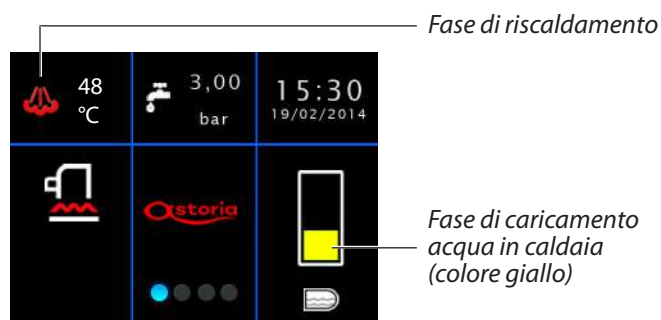 Fase di riscaldamento
48
°C
3,00
bar
15:30
19/02/2014
astoria
Fase di caricamento
acqua in caldaia
(colore giallo)